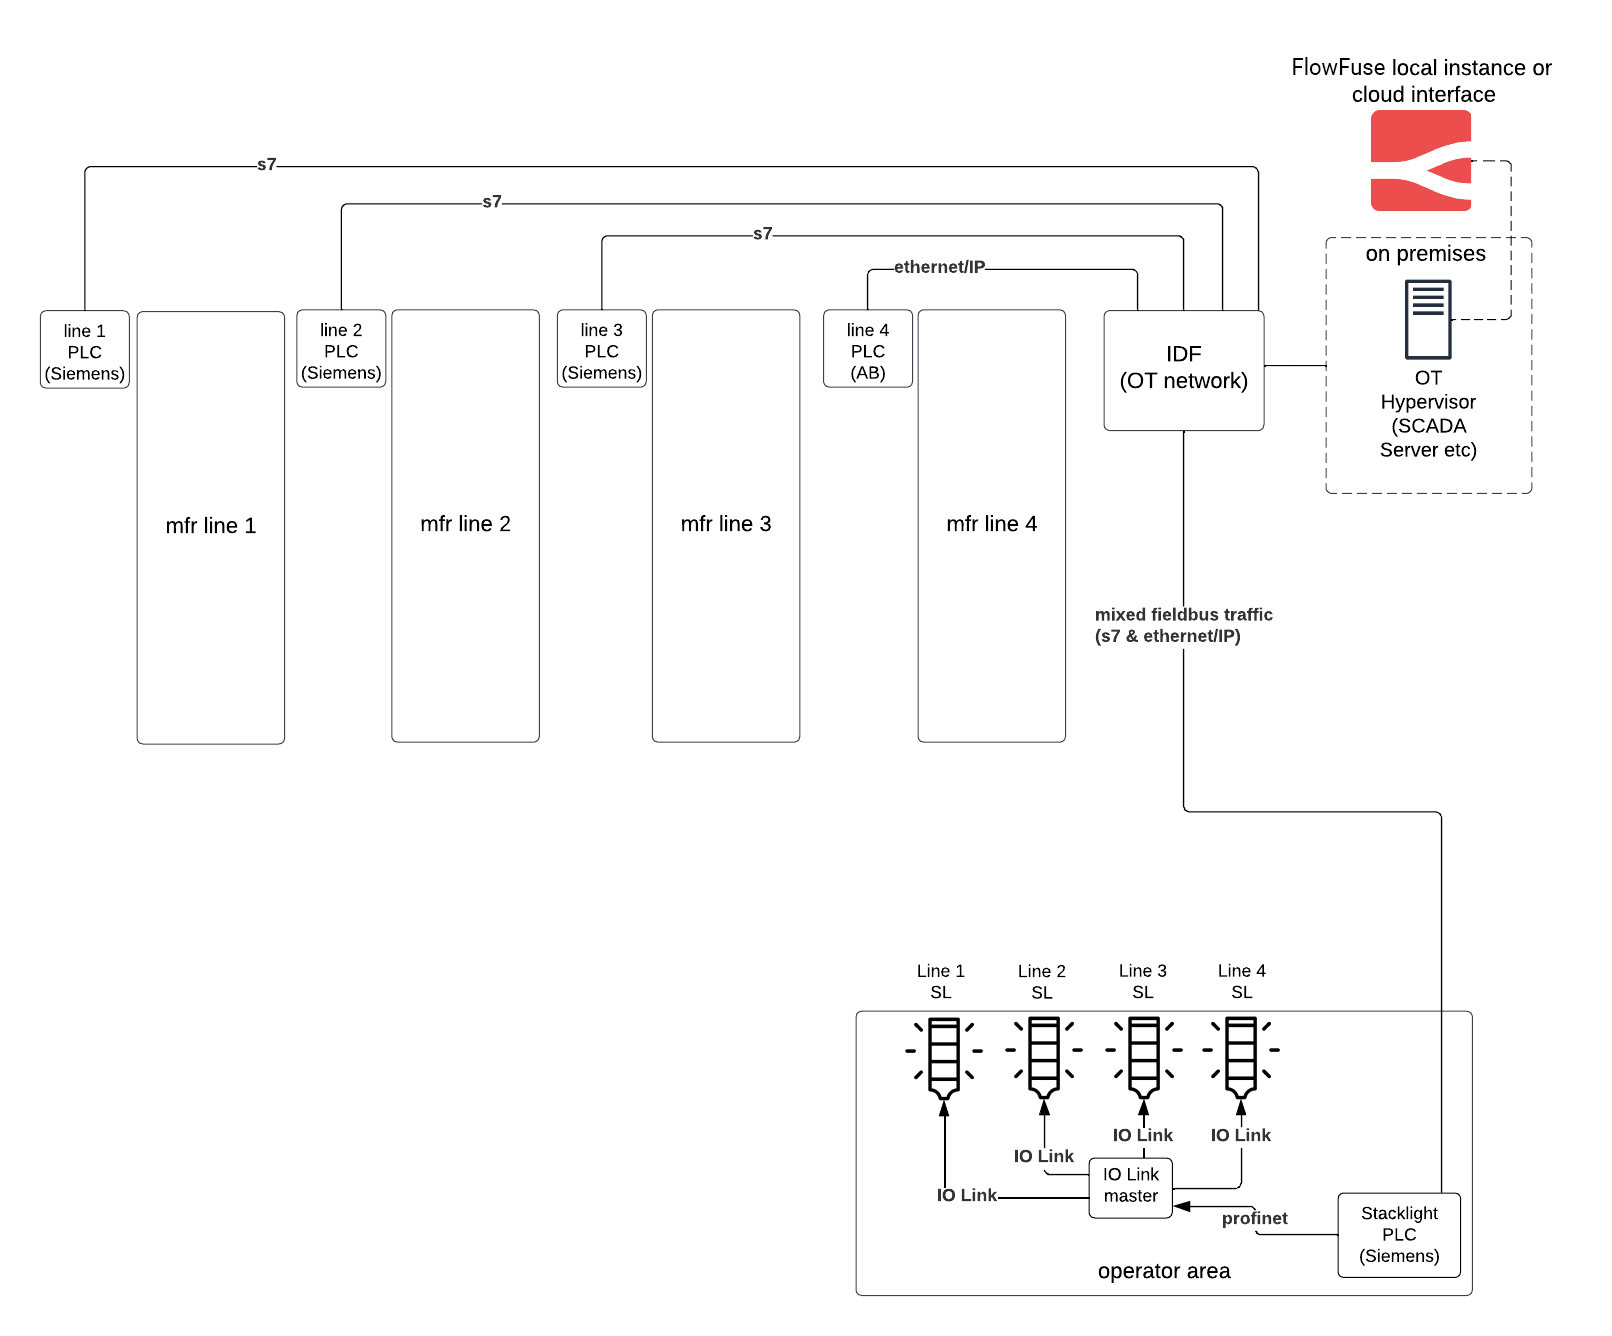 FlowFuse local instance or
cloud interface
s7
s7
s7
ethernet/IP
on premises
line 1
PLC
(Siemens)
line 2
PLC
(Siemens)
line 3
PLC
(Siemens)
line 4
PLC
(AB)
IDF
(OT network)
OT
Hypervisor
(SCADA
Server etc)
mfr line 1
mfr line 2
mfr line 3
mfr line 4
mixed fieldbus traffic
(s7 & ethernet/IP)
Line 1
SL
Line 2
SL
Line 3
SL
Line 4
SL
IO Link
IO Link
IO Link
IO Link
IO Link
master
profinet
Stacklight
PLC
(Siemens)
operator area